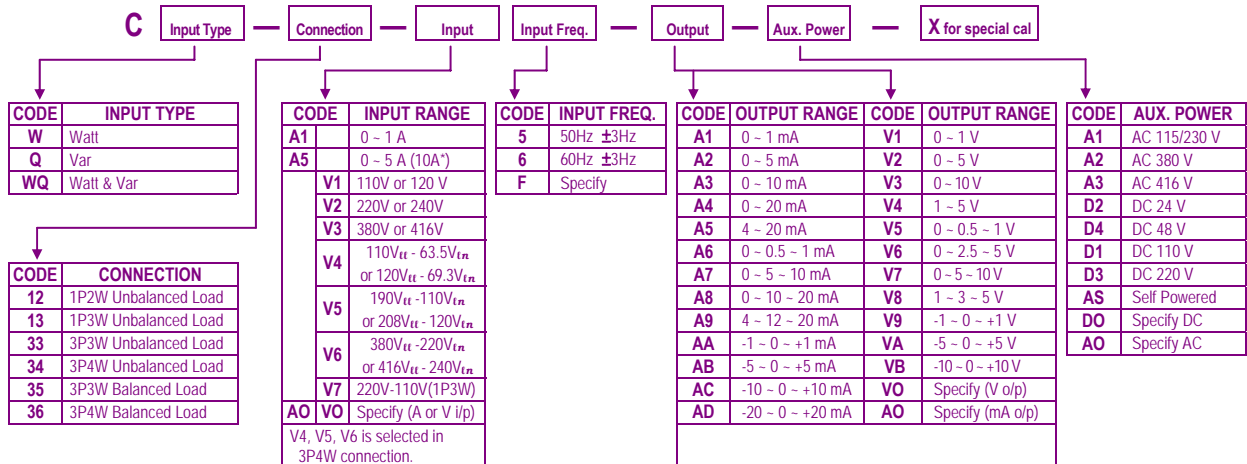 C Input Type — Connection — Input Input Freq. — Output — Aux. Power — X for special cal
CODE INPUT TYPE
W Watt
Q Var
WQ Watt & Var
CODE CONNECTION
12 1P2W Unbalanced Load
13 1P3W Unbalanced Load
33 3P3W Unbalanced Load
34 3P4W Unbalanced Load
35 3P3W Balanced Load
36 3P4W Balanced Load
CODE INPUT RANGE
A1 0 ~ 1 A
A5 0 ~ 5 A (10A*)
V1 110V or 120 V
V2 220V or 240V
V3 380V or 416V
V4 110Vℓℓ - 63.5Vℓn
or 120Vℓℓ - 69.3Vℓn
V5 190Vℓℓ -110Vℓn
or 208Vℓℓ - 120Vℓn
V6 380Vℓℓ -220Vℓn
or 416Vℓℓ - 240Vℓn
V7 220V-110V(1P3W)
AO VO Specify (A or V i/p)
V4, V5, V6 is selected in
3P4W connection.
CODE INPUT FREQ.
5 50Hz ±3Hz
6 60Hz ±3Hz
F Specify
CODE OUTPUT RANGE CODE OUTPUT RANGE
A1 0 ~ 1 mA V1 0 ~ 1 V
A2 0 ~ 5 mA V2 0 ~ 5 V
A3 0 ~ 10 mA V3 0 ~ 10 V
A4 0 ~ 20 mA V4 1 ~ 5 V
A5 4 ~ 20 mA V5 0 ~ 0.5 ~ 1 V
A6 0 ~ 0.5 ~ 1 mA V6 0 ~ 2.5 ~ 5 V
A7 0 ~ 5 ~ 10 mA V7 0 ~ 5 ~ 10 V
A8 0 ~ 10 ~ 20 mA V8 1 ~ 3 ~ 5 V
A9 4 ~ 12 ~ 20 mA V9 -1 ~ 0 ~ +1 V
AA -1 ~ 0 ~ +1 mA VA -5 ~ 0 ~ +5 V
AB -5 ~ 0 ~ +5 mA VB -10 ~ 0 ~ +10 V
AC -10 ~ 0 ~ +10 mA VO Specify (V o/p)
AD -20 ~ 0 ~ +20 mA AO Specify (mA o/p)
CODE AUX. POWER
A1 AC 115/230 V
A2 AC 380 V
A3 AC 416 V
D2 DC 24 V
D4 DC 48 V
D1 DC 110 V
D3 DC 220 V
AS Self Powered
DO Specify DC
AO Specify AC